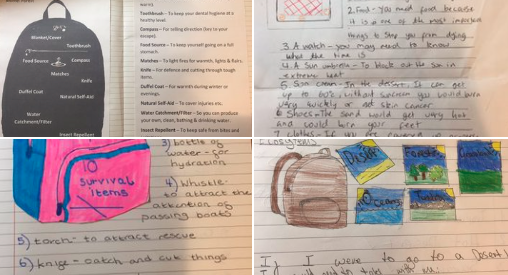 Blanket/Cover
Toothbrush
Food Source
Compass
Matches
Knife
Duffel Coat
Natural Self-Aid
Water
Catchment/Filter
Insect Repellent
Toothbrush – To keep your dental hygiene at a
healthy level.
Compass – For telling direction (key to your
escape).
Food Source – To keep yourself going on a full
stomach.
Matches – To light fires for warmth, lights & flairs.
Knife – For defence and cutting through tough
items.
Duffel Coat – For warmth during winter or
evenings.
Natural Self-Aid – To cover injuries etc.
Water Catchment/Filter – So you can produce
your own clean, bathing & drinking water.
Insect Repellent – To keep safe from bites and
2. Food - You need food because
it is one of the most important
things to stop you from dying
3. A watch - you may need to know
what the time is
4. A Sun umbrella - To block out the sun in
extreme heat
5. Sun cream - In the desert, it can get
up to 60°c without suncream you would burn
very quickly or get skin cancer
6. Shoes - The sand would get very hot
and could burn your feet
7. Clothes - If you are
10
Survival
items
3) bottle of
water - for
hydration
4) Whistle -
to attract the
attention of
passing boats
5) torch - to attract rescue
6) knife - catch and cut things
Ecosystems
Desert
Forests
Grasslands
Oceans
Tundra
If I were to go to a Desert I